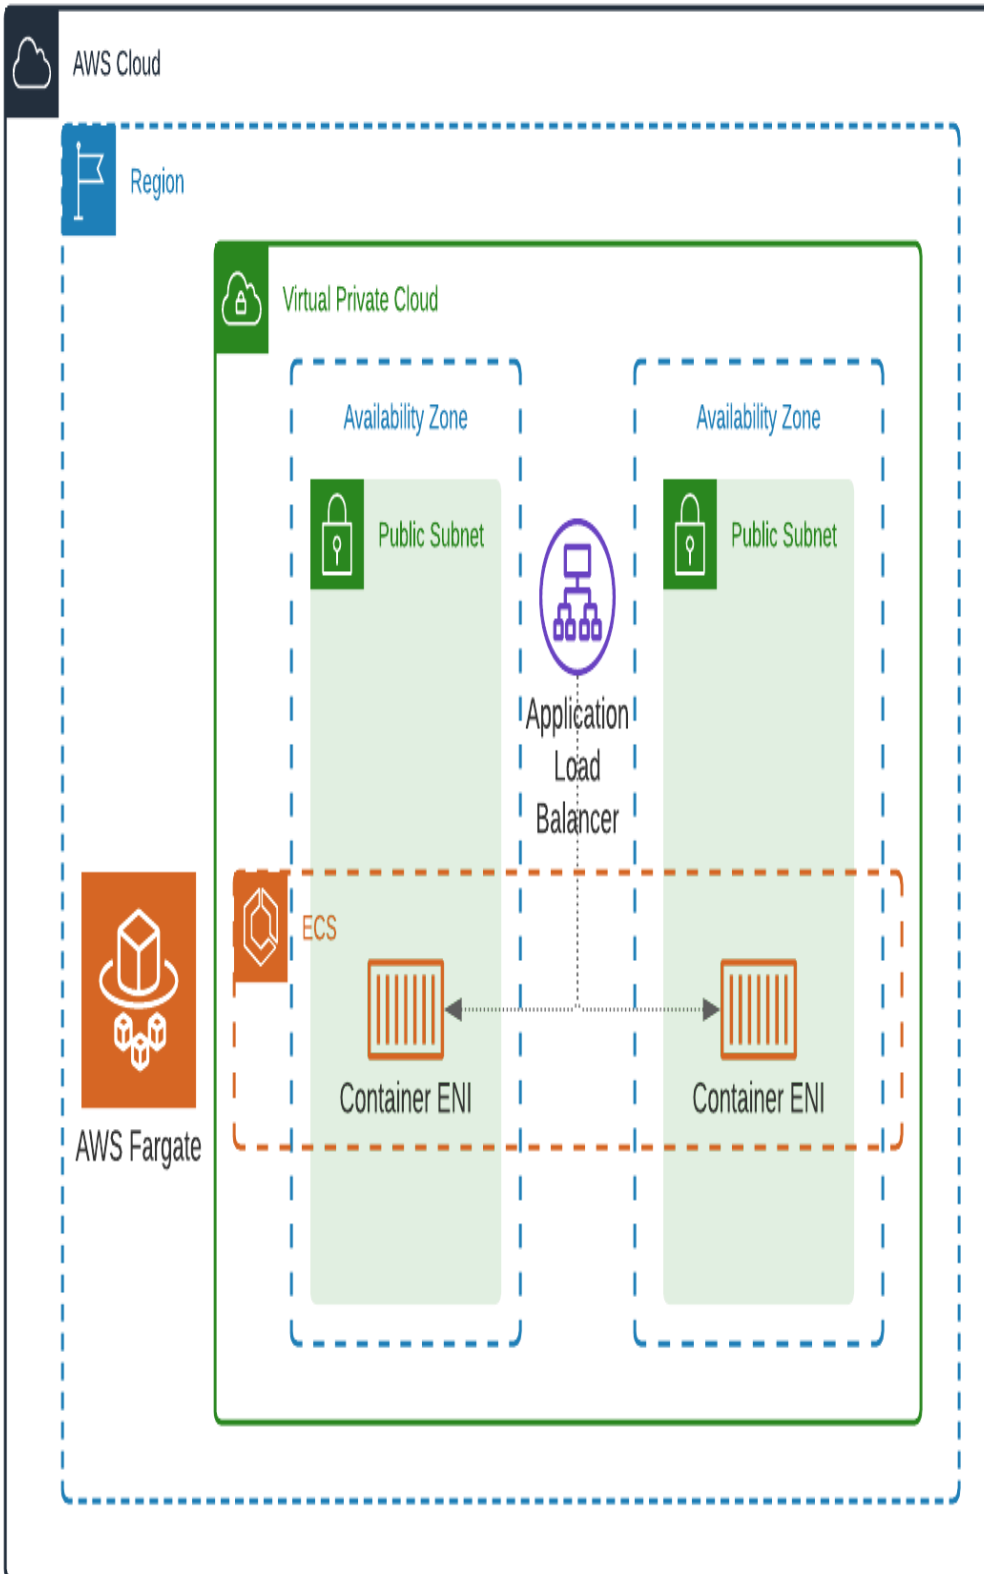 AWS Cloud
Region
Virtual Private Cloud
Availability Zone
Availability Zone
Public Subnet
Public Subnet
Application
Load
Balancer
ECS
Container ENI
Container ENI
AWS Fargate